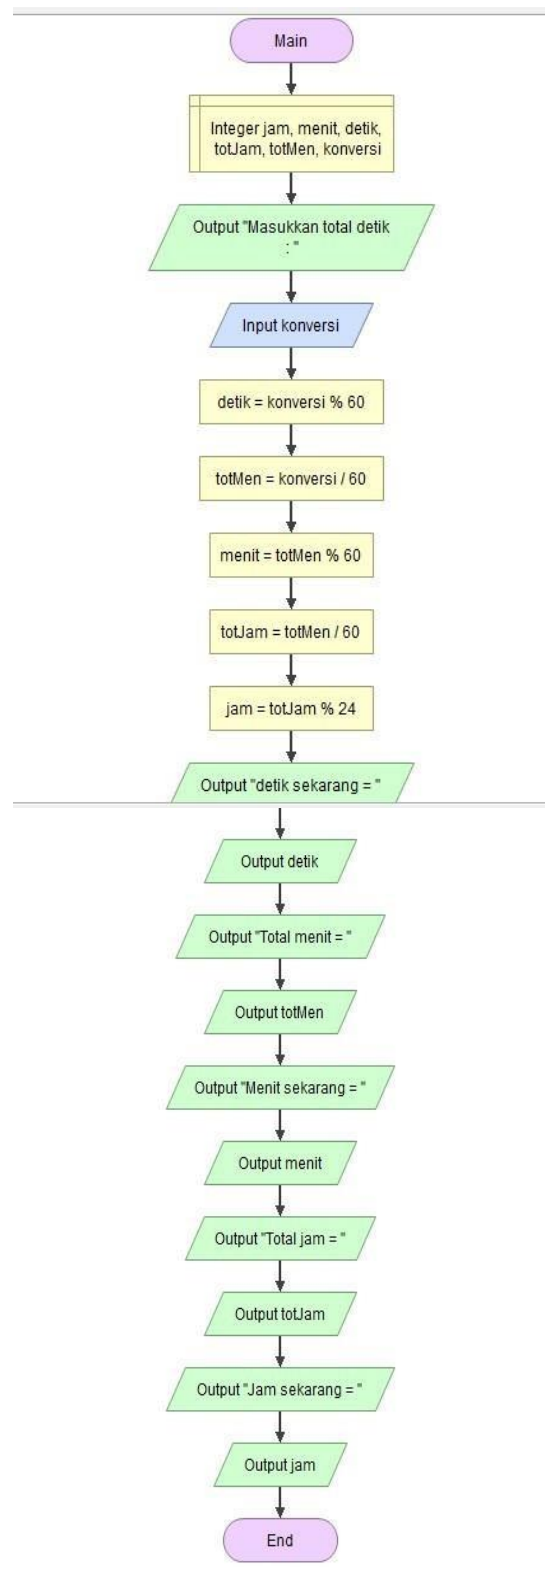 Main
Integer jam, menit, detik,
totJam, totMen, konversi
Output "Masukkan total detik
: "
Input konversi
detik = konversi % 60
totMen = konversi / 60
menit = totMen % 60
totJam = totMen / 60
jam = totJam % 24
Output "detik sekarang = "
Output detik
Output "Total menit = "
Output totMen
Output "Menit sekarang = "
Output menit
Output "Total jam = "
Output totJam
Output "Jam sekarang = "
Output jam
End